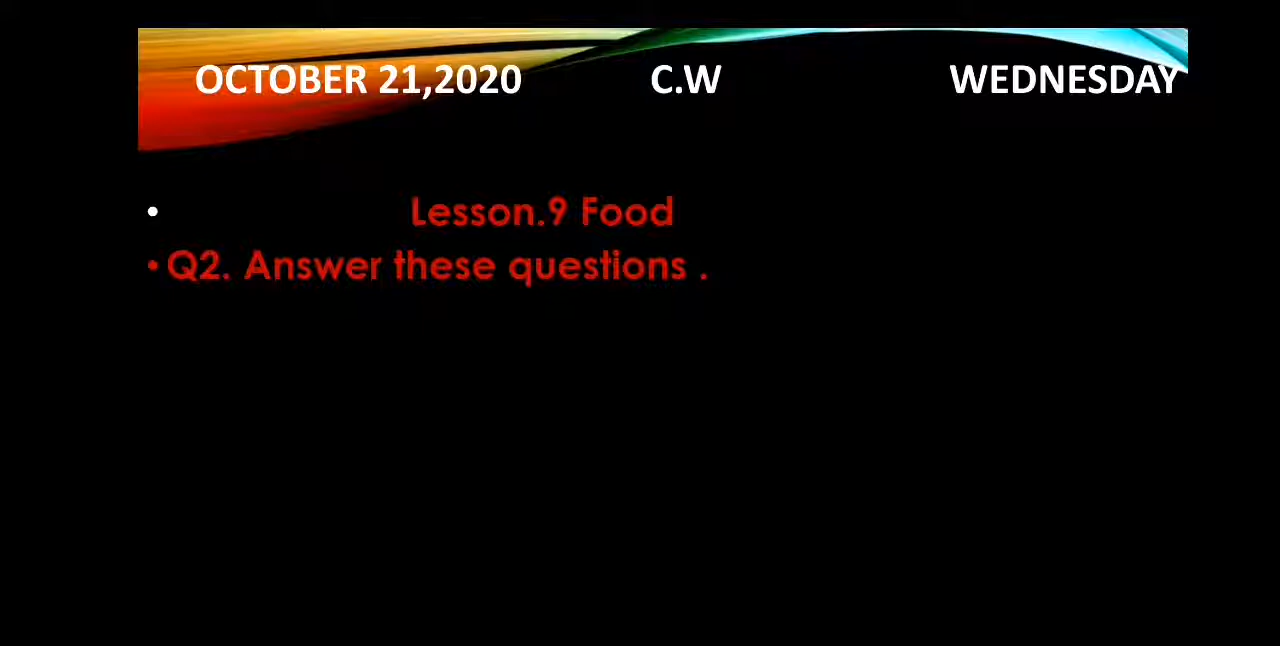 OCTOBER 21,2020 C.W WEDNESDAY
• Lesson.9 Food
• Q2. Answer these questions .